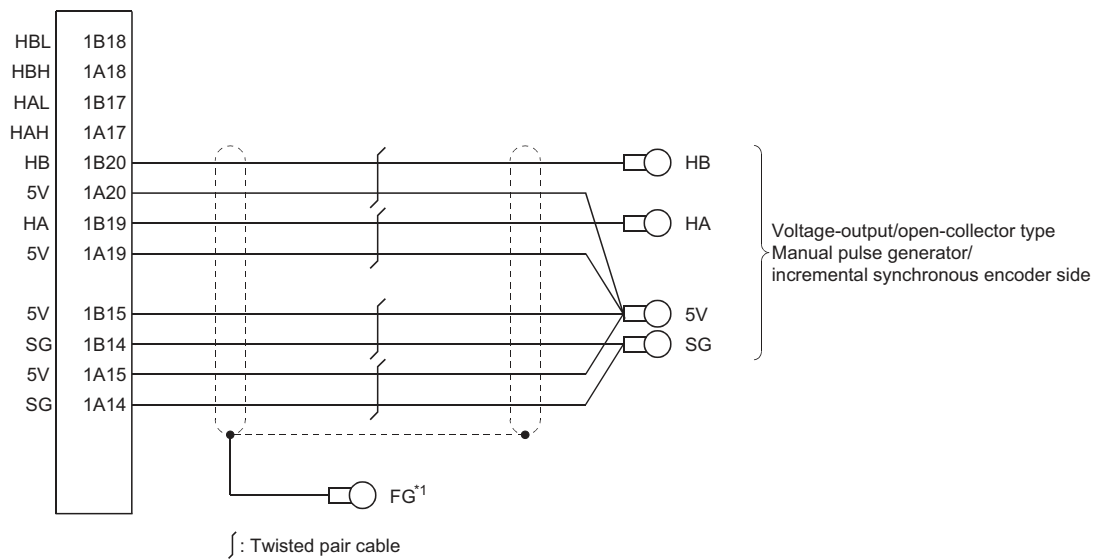 HBL 1B18
HBH 1A18
HAL 1B17
HAH 1A17
HB 1B20 HB
5V 1A20
HA 1B19 HA
5V 1A19
Voltage-output/open-collector type
Manual pulse generator/
incremental synchronous encoder side
5V 1B15 5V
SG 1B14 SG
5V 1A15
SG 1A14
FG*1
∫: Twisted pair cable